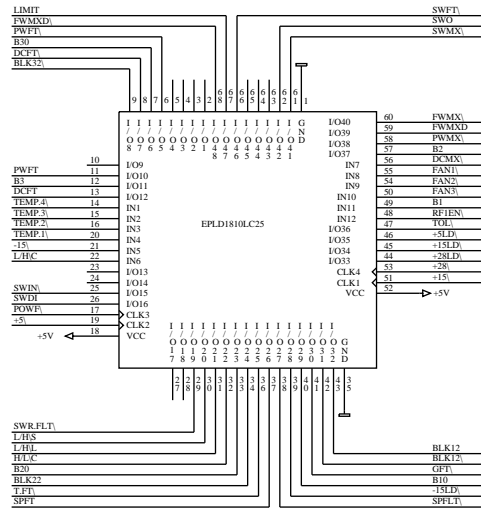 LIMIT
FWMXD\
PWFT\
B30
DCFT\
BLK32\
SWFT\
SWO
SWMX\
9 8 7 6 5 4 3 2 68 67 66 65 64 63 62 61 1
I/O8 I/O7 I/O6 I/O5 I/O4 I/O3 I/O2 I/O1 I/O48 I/O47 I/O46 I/O45 I/O44 I/O43 I/O42 I/O41 GND
10 I/O9
PWFT 11 I/O10
B3 12 I/O11
DCFT 13 I/O12
TEMP.4\ 14 IN1
TEMP.3\ 15 IN2
TEMP.2\ 16 IN3
TEMP.1\ 20 IN4
-15\ 21 IN5
L/H\C 22 IN6
23 I/O13
24 I/O14
SWIN\ 25 I/O15
SWDI 26 I/O16
POWF\ 17 CLK3
+5\ 19 CLK2
+5V 18 VCC
EPLD1810LC25
I/O40 60 FWMX\
I/O39 59 FWMXD
I/O38 58 PWMX\
I/O37 57 B2
IN7 56 DCMX\
IN8 55 FAN1\
IN9 54 FAN2\
IN10 50 FAN3\
IN11 49 B1
IN12 48 RF1EN\
I/O36 47 TOL\
I/O35 46 +5LD\
I/O34 45 +15LD\
I/O33 44 +28LD\
CLK4 53 +28\
CLK1 51 +15\
VCC 52 +5V
I/O17 I/O18 I/O19 I/O20 I/O21 I/O22 I/O23 I/O24 I/O25 I/O26 I/O27 I/O28 I/O29 I/O30 I/O31 I/O32 GND
27 28 29 30 31 32 33 34 36 37 38 39 40 41 42 43 35
SWR.FLT\
L/H\S
L/H\L
H/L\C
B20
BLK22
T.FT\
SPFT
BLK12
BLK12\
GFT\
B10
-15LD\
SPFLT\